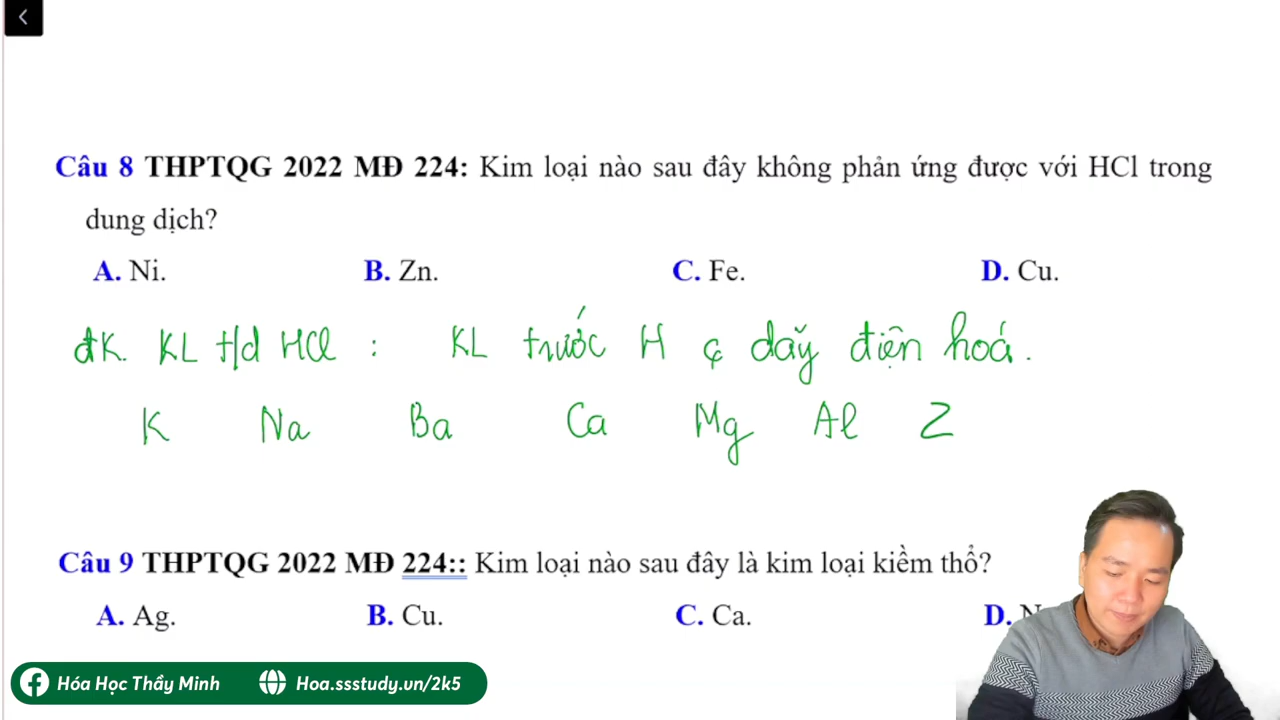 Câu 8 THPTQG 2022 MĐ 224: Kim loại nào sau đây không phản ứng được với HCl trong
dung dịch?
A. Ni. B. Zn. C. Fe. D. Cu.
đK. KL t/d HCl : KL trước H ç dãy điện hoá.
K Na Ba Ca Mg Al Z
Câu 9 THPTQG 2022 MĐ 224:: Kim loại nào sau đây là kim loại kiềm thổ?
A. Ag. B. Cu. C. Ca. D.
Hóa Học Thầy Minh Hoa.ssstudy.vn/2k5